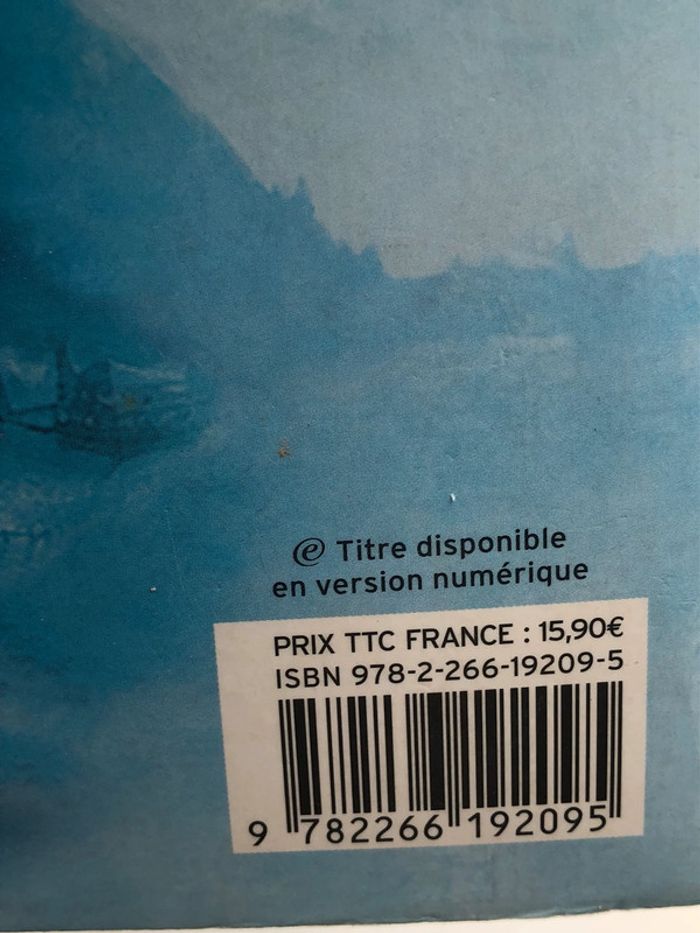 e Titre disponible
en version numérique
PRIX TTC FRANCE : 15,90€
ISBN 978-2-266-19209-5
9 782266 192095